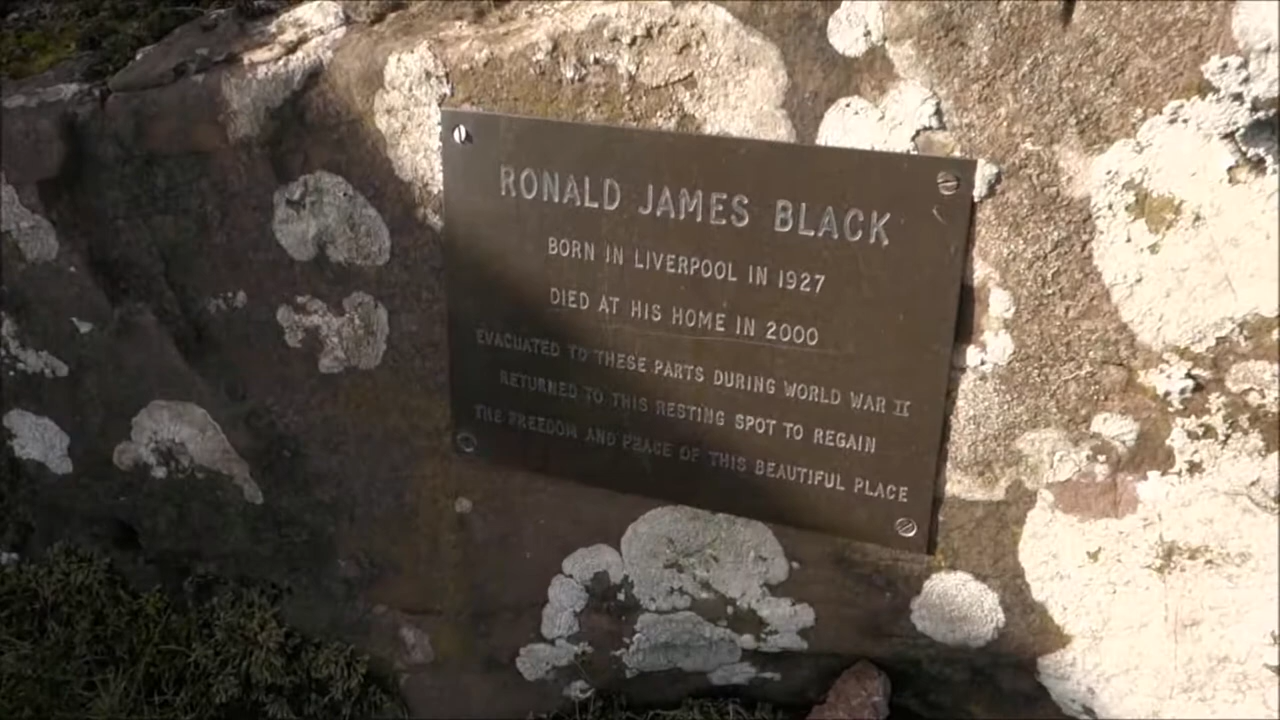 RONALD JAMES BLACK
BORN IN LIVERPOOL IN 1927
DIED AT HIS HOME IN 2000
EVACUATED TO THESE PARTS DURING WORLD WAR II
RETURNED TO THIS RESTING SPOT TO REGAIN
THE FREEDOM AND PEACE OF THIS BEAUTIFUL PLACE